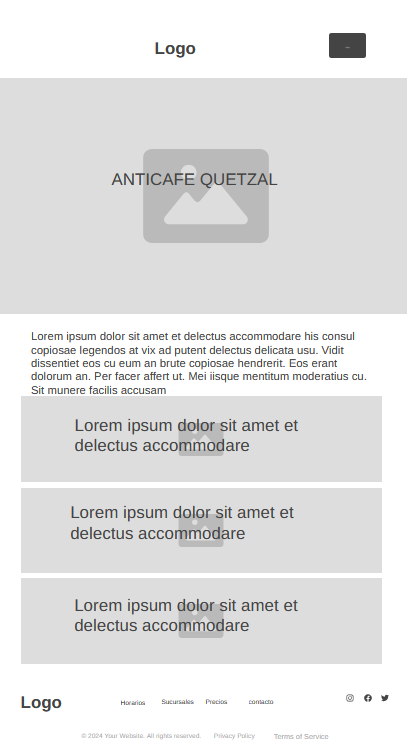 Logo
ANTICAFE QUETZAL
Lorem ipsum dolor sit amet et delectus accommodare his consul
copiosae legendos at vix ad putent delectus delicata usu. Vidit
dissentiet eos cu eum an brute copiosae hendrerit. Eos erant
dolorum an. Per facer affert ut. Mei iisque mentitum moderatius cu.
Sit munere facilis accusam
Lorem ipsum dolor sit amet et
delectus accommodare
Lorem ipsum dolor sit amet et
delectus accommodare
Lorem ipsum dolor sit amet et
delectus accommodare
Logo Horarios Sucursales Precios contacto
© 2024 Your Website. All rights reserved. Privacy Policy Terms of Service